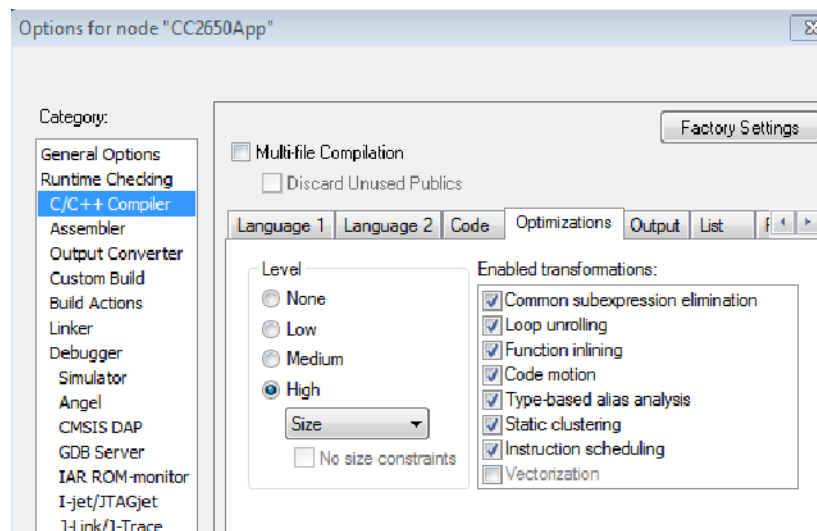 Options for node "CC2650App"
Category:
General Options
Runtime Checking
C/C++ Compiler
Assembler
Output Converter
Custom Build
Build Actions
Linker
Debugger
Simulator
Angel
CMSIS DAP
GDB Server
IAR ROM-monitor
I-jet/JTAGjet
J-Link/J-Trace
Factory Settings
Multi-file Compilation
Discard Unused Publics
Language 1 Language 2 Code Optimizations Output List
Level
None
Low
Medium
High
Size
No size constraints
Enabled transformations:
Common subexpression elimination
Loop unrolling
Function inlining
Code motion
Type-based alias analysis
Static clustering
Instruction scheduling
Vectorization